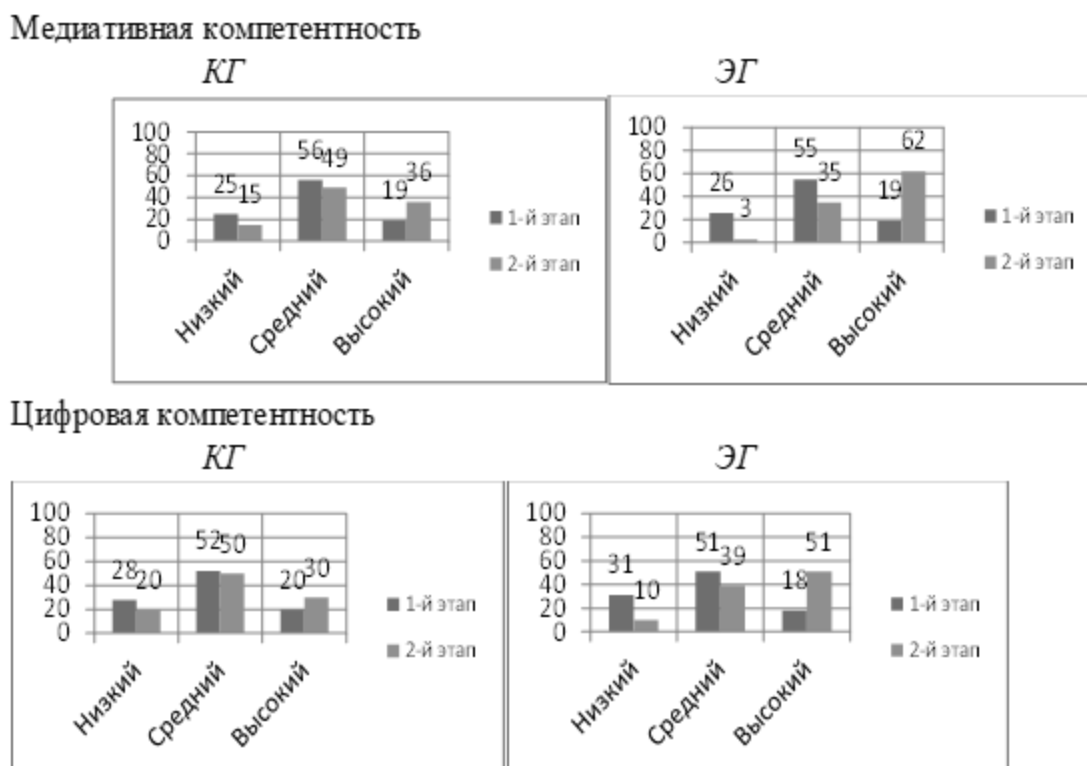 Медиативная компетентность
КГ
ЭГ
100
80
60
40
20
0
25
15
56
49
19
36
Низкий
Средний
Высокий
1-й этап
2-й этап
100
80
60
40
20
0
26
3
55
35
19
62
Низкий
Средний
Высокий
1-й этап
2-й этап
Цифровая компетентность
КГ
ЭГ
100
80
60
40
20
0
28
20
52
50
20
30
Низкий
Средний
Высокий
1-й этап
2-й этап
100
80
60
40
20
0
31
10
51
39
18
51
Низкий
Средний
Высокий
1-й этап
2-й этап